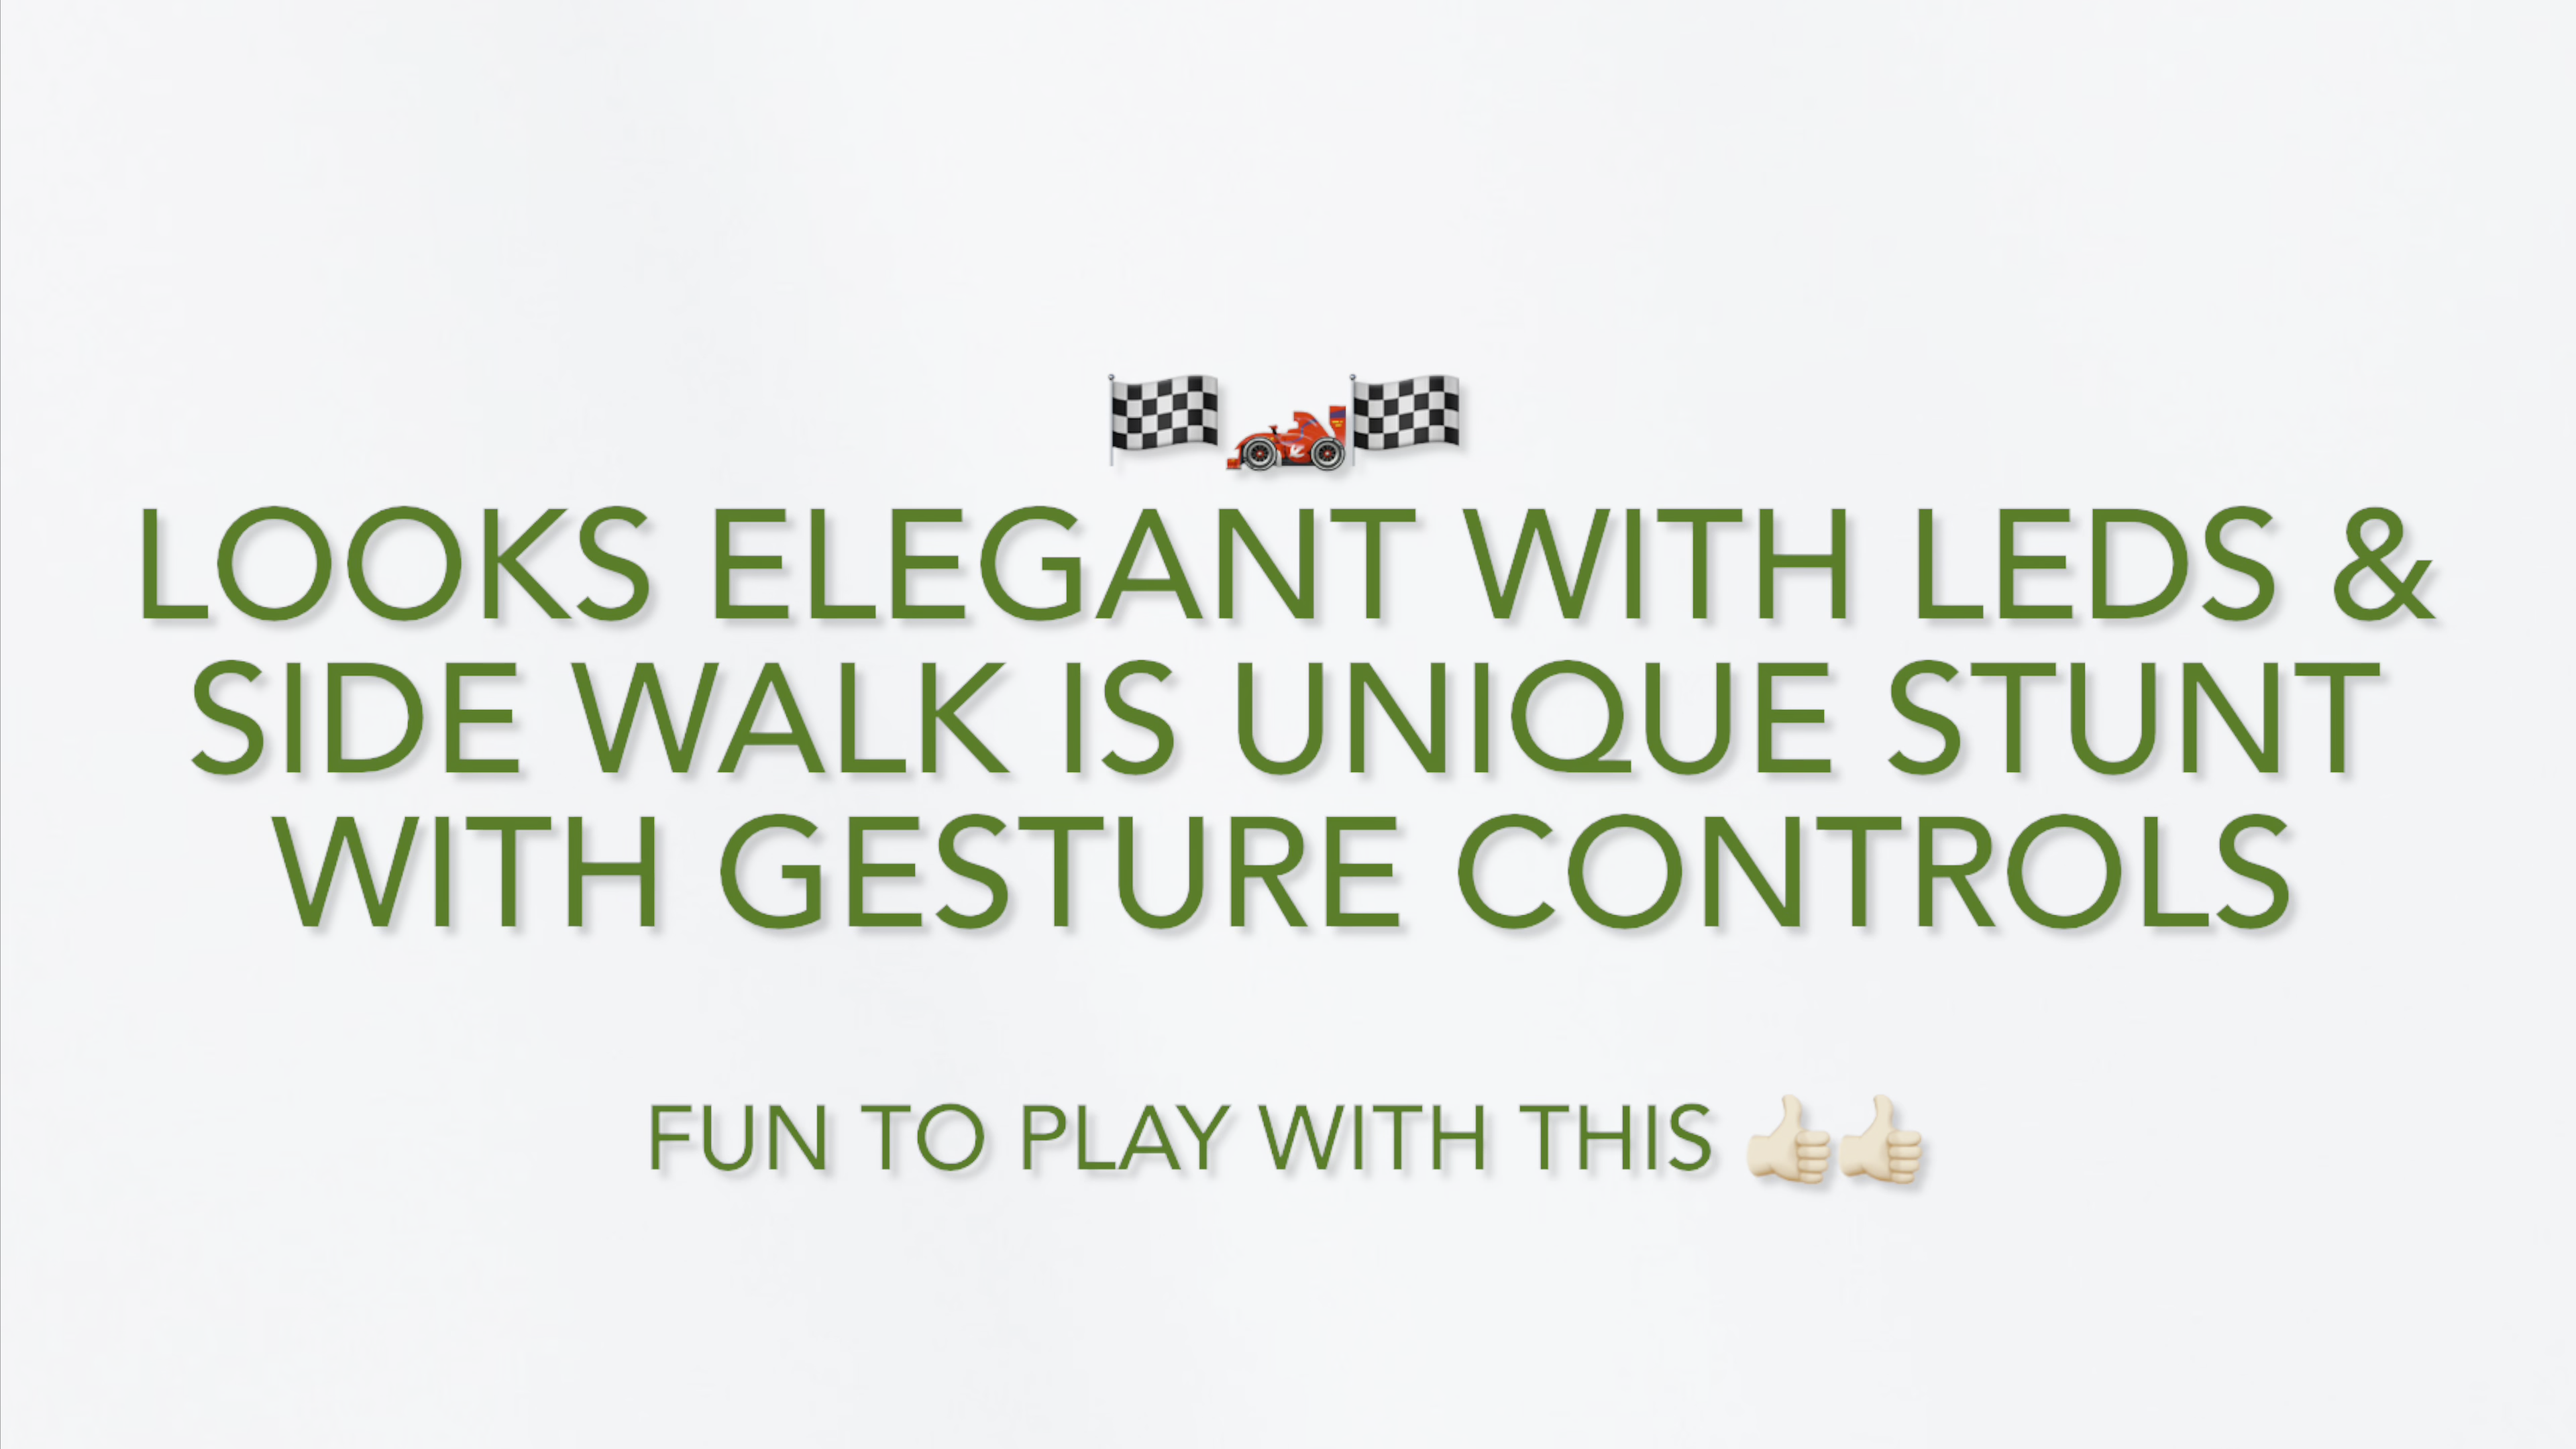 🏁🏎️🏁
LOOKS ELEGANT WITH LEDS &
SIDE WALK IS UNIQUE STUNT
WITH GESTURE CONTROLS
FUN TO PLAY WITH THIS 👍🏻👍🏻